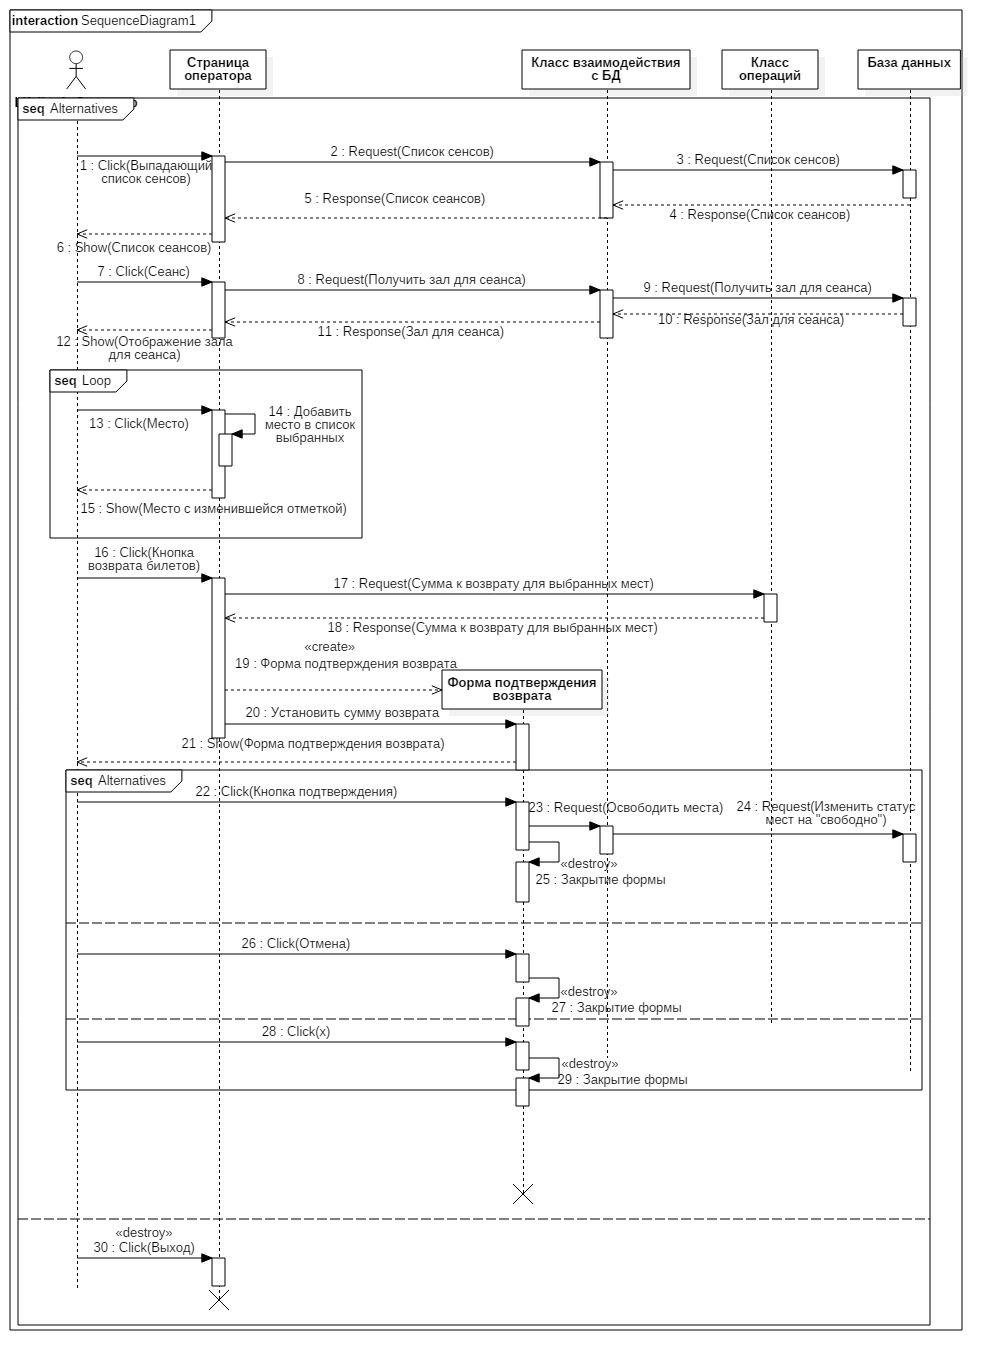 interaction SequenceDiagram1
Страница
оператора
Класс взаимодействия
с БД
Класс
операций
База данных
seq Alternatives
1 : Click(Выпадающий
список сенсов)
2 : Request(Список сенсов)
3 : Request(Список сенсов)
4 : Response(Список сеансов)
5 : Response(Список сеансов)
6 : Show(Список сеансов)
7 : Click(Сеанс)
8 : Request(Получить зал для сеанса)
9 : Request(Получить зал для сеанса)
10 : Response(Зал для сеанса)
11 : Response(Зал для сеанса)
12 : Show(Отображение зала
для сеанса)
seq Loop
13 : Click(Место)
14 : Добавить
место в список
выбранных
15 : Show(Место с изменившейся отметкой)
16 : Click(Кнопка
возврата билетов)
17 : Request(Сумма к возврату для выбранных мест)
18 : Response(Сумма к возврату для выбранных мест)
«create»
19 : Форма подтверждения возврата
Форма подтверждения
возврата
20 : Установить сумму возврата
21 : Show(Форма подтверждения возврата)
seq Alternatives
22 : Click(Кнопка подтверждения)
23 : Request(Освободить места)
24 : Request(Изменить статус
мест на "свободно")
«destroy»
25 : Закрытие формы
26 : Click(Отмена)
«destroy»
27 : Закрытие формы
28 : Click(x)
«destroy»
29 : Закрытие формы
«destroy»
30 : Click(Выход)